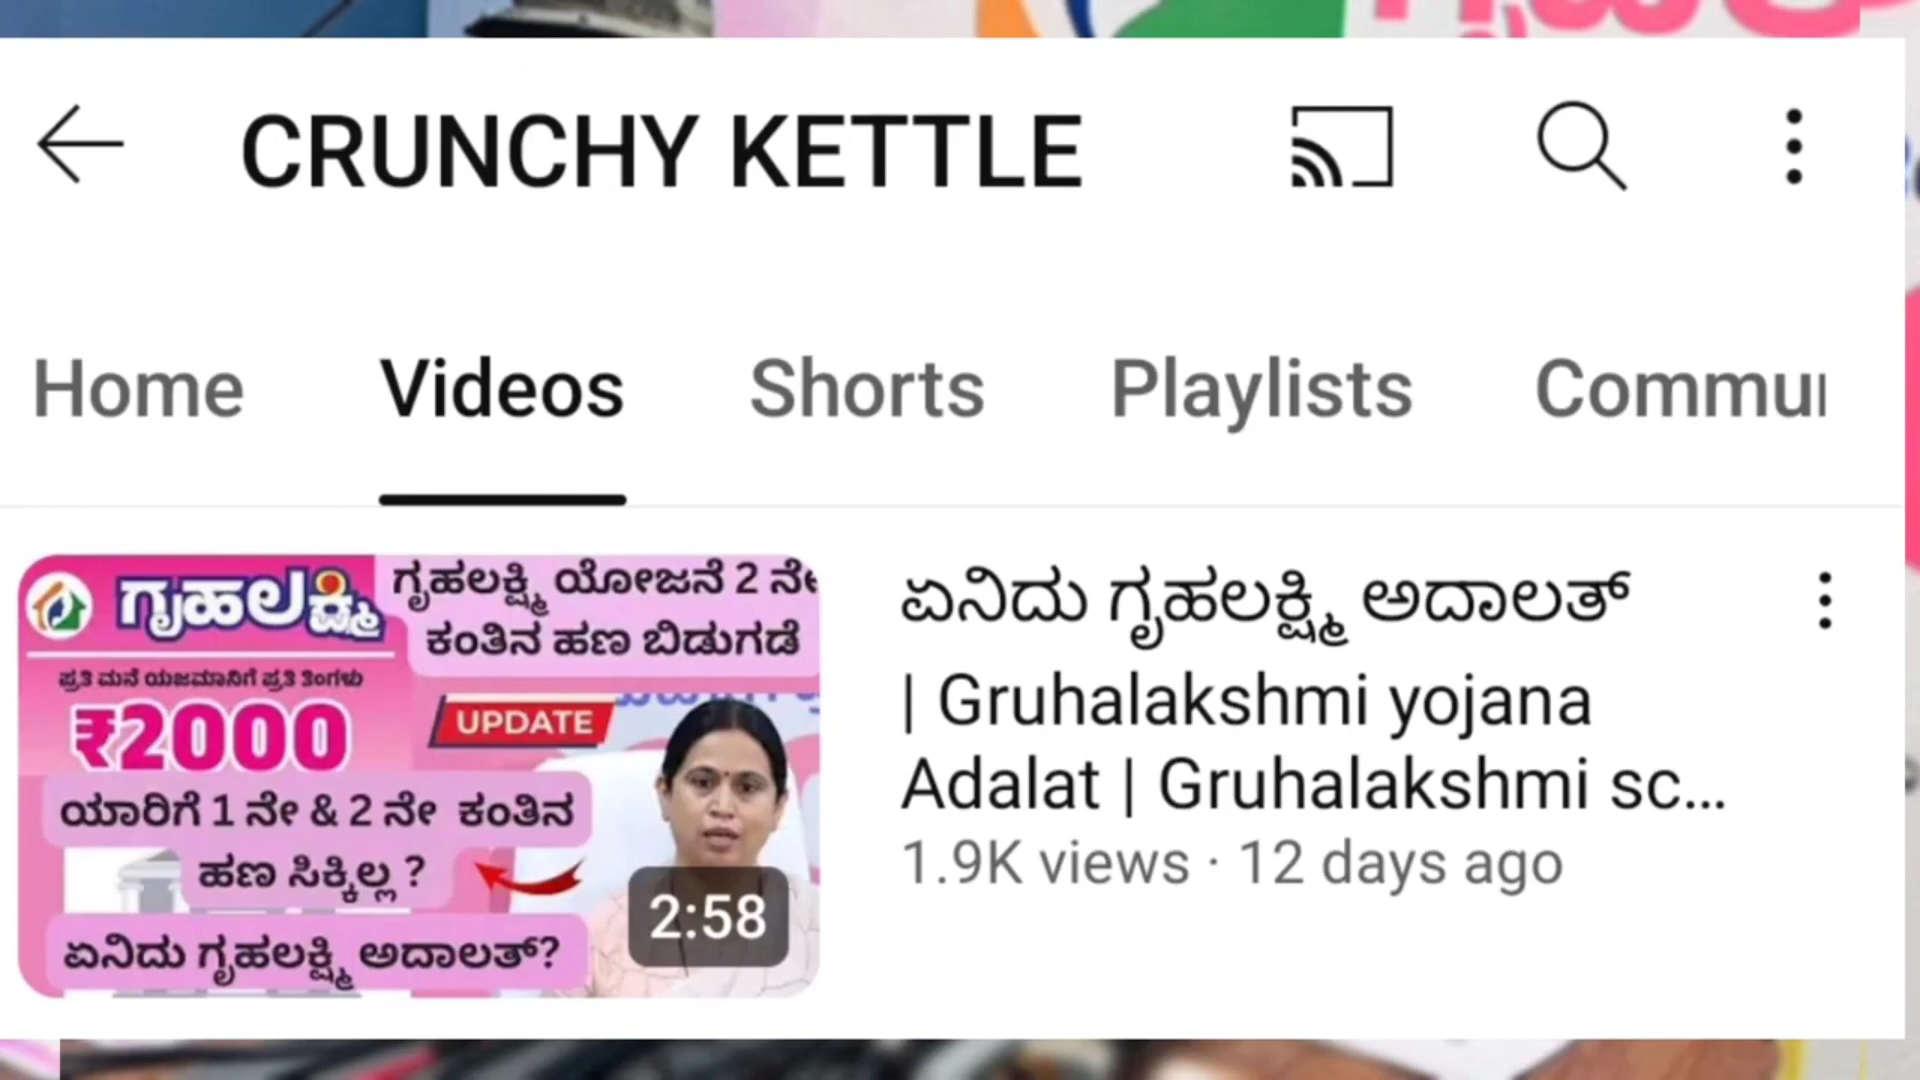 CRUNCHY KETTLE
Home Videos Shorts Playlists Commu
ಗೃಹಲಕ್ಷ್ಮಿ
ಪ್ರತಿ ಮನೆ ಯಜಮಾನಿಗೆ ಪ್ರತಿ ತಿಂಗಳು
₹2000
ಗೃಹಲಕ್ಷ್ಮಿ ಯೋಜನೆ 2 ನೇ
ಕಂತಿನ ಹಣ ಬಿಡುಗಡೆ
UPDATE
ಯಾರಿಗೆ 1 ನೇ & 2 ನೇ ಕಂತಿನ
ಹಣ ಸಿಕ್ಕಿಲ್ಲ ?
ಏನಿದು ಗೃಹಲಕ್ಷ್ಮಿ ಅದಾಲತ್?
2:58
ಏನಿದು ಗೃಹಲಕ್ಷ್ಮಿ ಅದಾಲತ್
| Gruhalakshmi yojana
Adalat | Gruhalakshmi sc...
1.9K views · 12 days ago